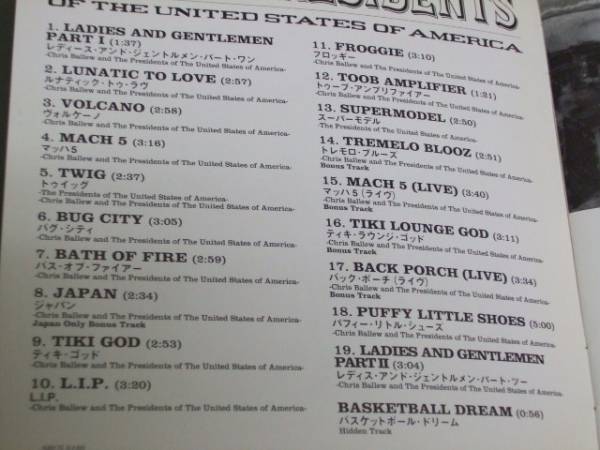 PRESIDENTS
OF THE UNITED STATES OF AMERICA
1. LADIES AND GENTLEMEN
PART I (1:37)
レディース・アンド・ジェントルメン・パート・ワン
-Chris Ballew and The Presidents of The United States of America-
2. LUNATIC TO LOVE (2:57)
ルナティック・トゥ・ラヴ
-Chris Ballew and The Presidents of The United States of America-
3. VOLCANO (2:58)
ヴォルケーノ
-Chris Ballew and The Presidents of The United States of America-
4. MACH 5 (3:16)
マッハ5
-Chris Ballew and The Presidents of The United States of America-
5. TWIG (2:37)
トゥイッグ
-The Presidents of The United States of America-
-Chris Ballew and The Presidents of The United States of America-
6. BUG CITY (3:05)
バグ・シティ
-Chris Ballew and The Presidents of The United States of America-
7. BATH OF FIRE (2:59)
バス・オブ・ファイアー
-Chris Ballew and The Presidents of The United States of America-
8. JAPAN (2:34)
ジャパン
-Chris Ballew and The Presidents of The United States of America-
Japan Only Bonus Track
9. TIKI GOD (2:53)
ティキ・ゴッド
-Chris Ballew and The Presidents of The United States of America-
10. L.I.P. (3:20)
L.I.P.
-Chris Ballew and The Presidents of The United States of America-
11. FROGGIE (3:10)
フロッギー
-Chris Ballew and The Presidents of The United States of America-
12. TOOB AMPLIFIER (1:21)
トゥーブ・アンプリファイアー
-Chris Ballew and The Presidents of The United States of America-
13. SUPERMODEL (2:50)
スーパーモデル
-The Presidents of The United States of America-
14. TREMELO BLOOZ (2:51)
トレモロ・ブルーズ
-Chris Ballew and The Presidents of The United States of America-
Bonus Track
15. MACH 5 (LIVE) (3:40)
マッハ5 (ライヴ)
-Chris Ballew and The Presidents of The United States of America-
Bonus Track
16. TIKI LOUNGE GOD (3:11)
ティキ・ラウンジ・ゴッド
-Chris Ballew and The Presidents of The United States of America-
Bonus Track
17. BACK PORCH (LIVE) (3:34)
バック・ポーチ (ライヴ)
-Chris Ballew and The Presidents of The United States of America-
Bonus Track
18. PUFFY LITTLE SHOES (5:00)
パフィー・リトル・シューズ
-Chris Ballew and The Presidents of The United States of America-
19. LADIES AND GENTLEMEN
PART II (3:04)
レディス・アンド・ジェントルメン・パート・ツー
-Chris Ballew and The Presidents of The United States of America-
BASKETBALL DREAM (0:56)
バスケットボール・ドリーム
Hidden Track